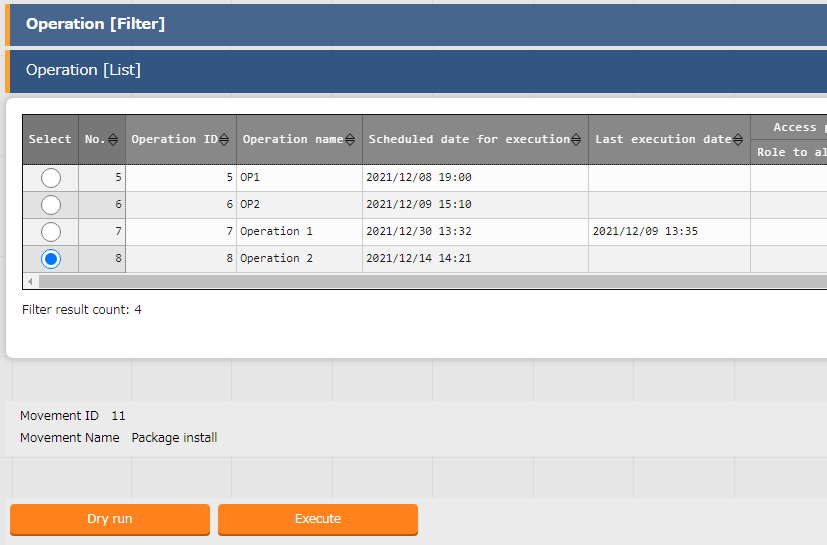 Operation [Filter]
Operation [List]
Select No. Operation ID Operation name Scheduled date for execution Last execution date Access
Role to
5 5 OP1 2021/12/08 19:00
6 6 OP2 2021/12/09 15:10
7 7 Operation 1 2021/12/30 13:32 2021/12/09 13:35
8 8 Operation 2 2021/12/14 14:21
Filter result count: 4
Movement ID 11
Movement Name Package install
Dry run Execute